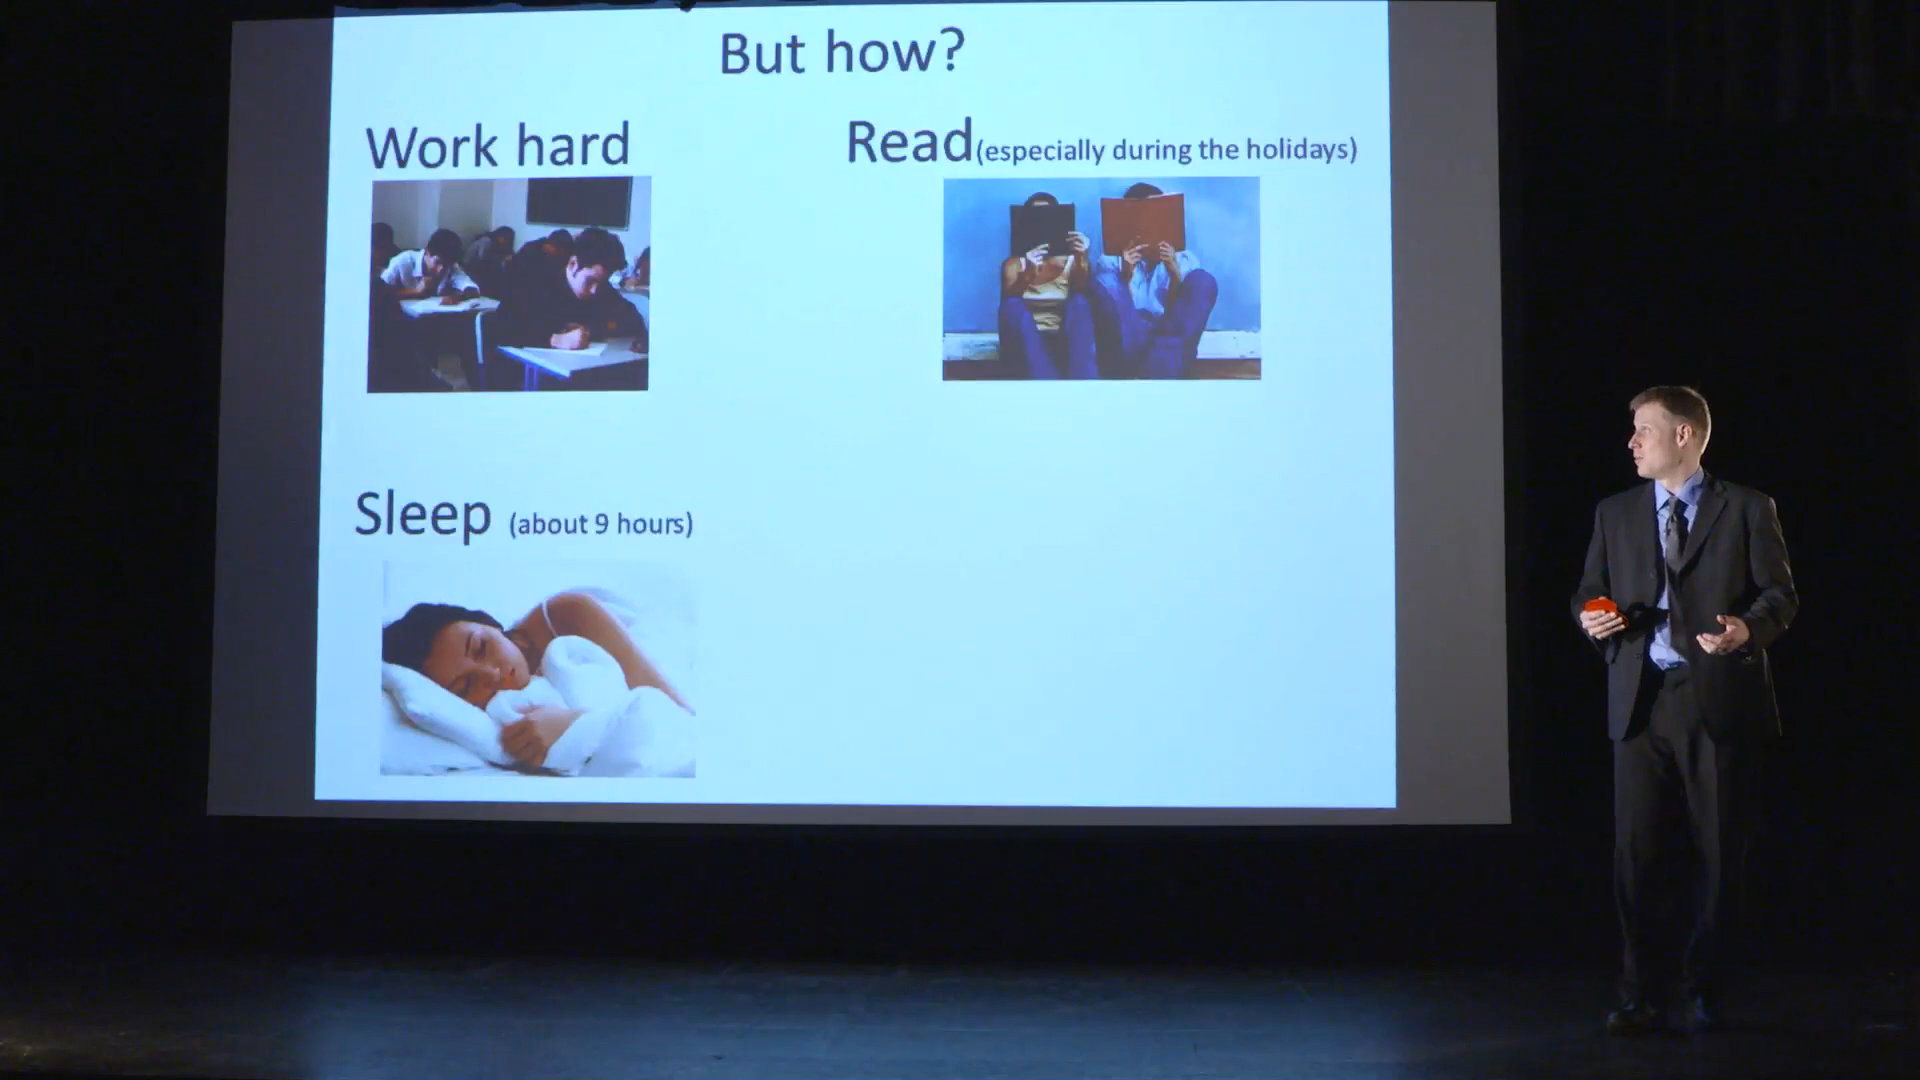 But how?
Work hard
Read (especially during the holidays)
Sleep (about 9 hours)